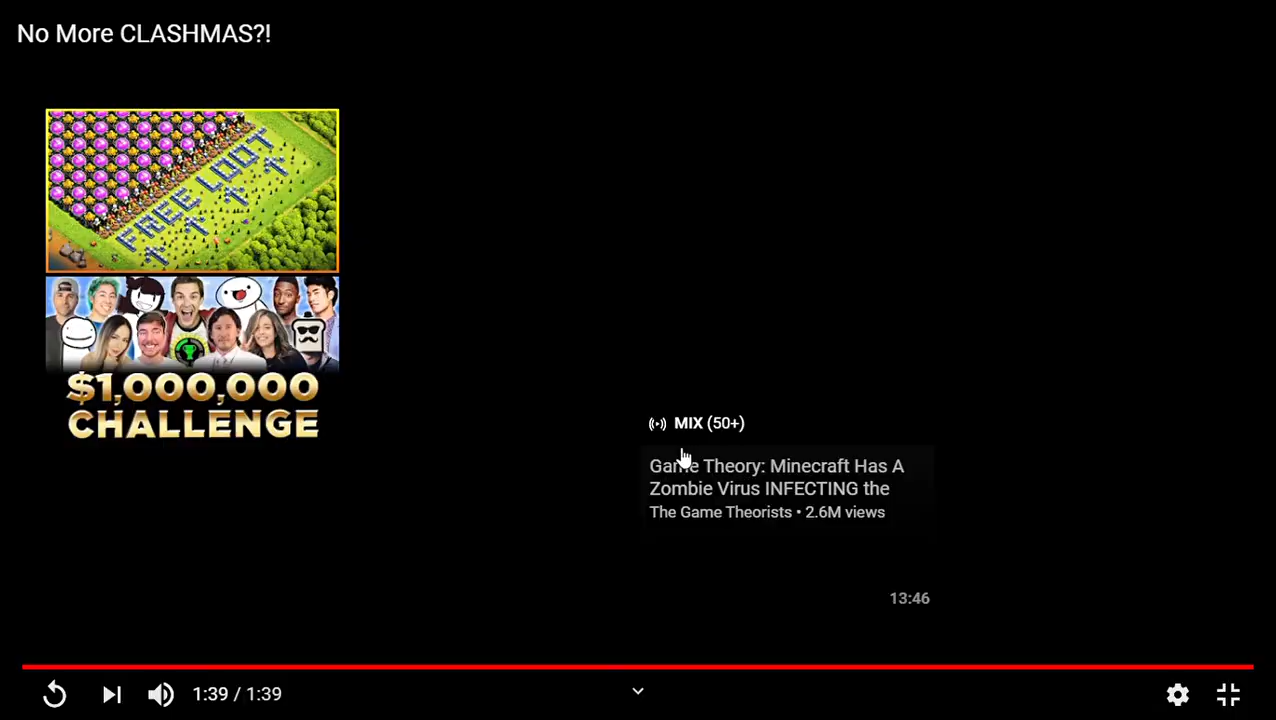 No More CLASHMAS?!
FREE LOOT
$1,000,000
CHALLENGE
MIX (50+)
Game Theory: Minecraft Has A
Zombie Virus INFECTING the
The Game Theorists • 2.6M views
13:46
1:39 / 1:39